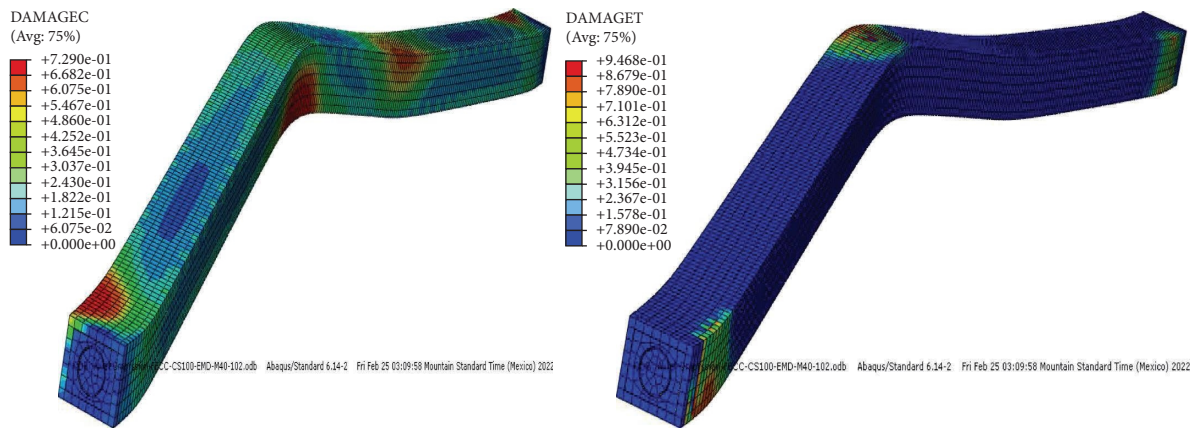 DAMAGEC
(Avg: 75%)
+7.290e-01
+6.682e-01
+6.075e-01
+5.467e-01
+4.860e-01
+4.252e-01
+3.645e-01
+3.037e-01
+2.430e-01
+1.822e-01
+1.215e-01
+6.075e-02
+0.000e+00
CC-CS100-EMD-M40-102.odb Abaqus/Standard 6.14-2 Fri Feb 25 03:09:58 Mountain Standard Time (Mexico) 2022
DAMAGET
(Avg: 75%)
+9.468e-01
+8.679e-01
+7.890e-01
+7.101e-01
+6.312e-01
+5.523e-01
+4.734e-01
+3.945e-01
+3.156e-01
+2.367e-01
+1.578e-01
+7.890e-02
+0.000e+00
CC-CS100-EMD-M40-102.odb Abaqus/Standard 6.14-2 Fri Feb 25 03:09:58 Mountain Standard Time (Mexico) 2022